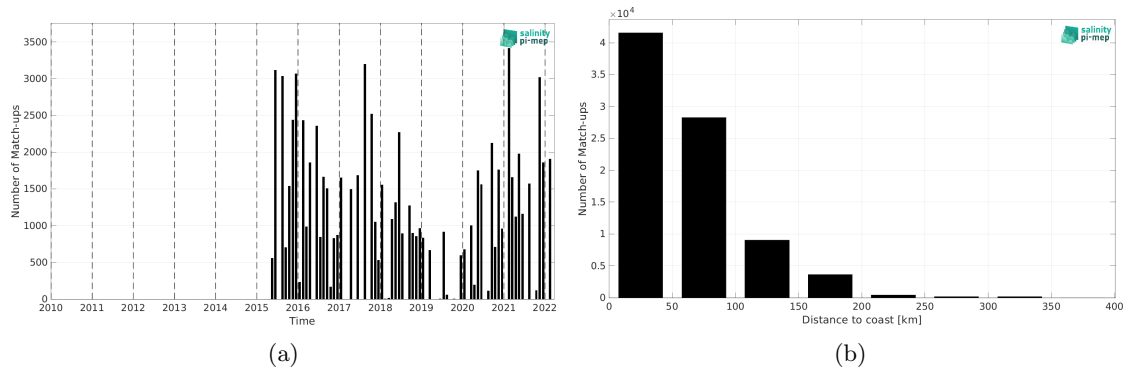 salinity
pi-mep
3500
3000
2500
2000
1500
1000
500
0
Number of Match-ups
2010 2011 2012 2013 2014 2015 2016 2017 2018 2019 2020 2021 2022
Time
(a)
×10⁴
salinity
pi-mep
4
3.5
3
2.5
2
1.5
1
0.5
0
Number of Match-ups
0 50 100 150 200 250 300 350 400
Distance to coast [km]
(b)